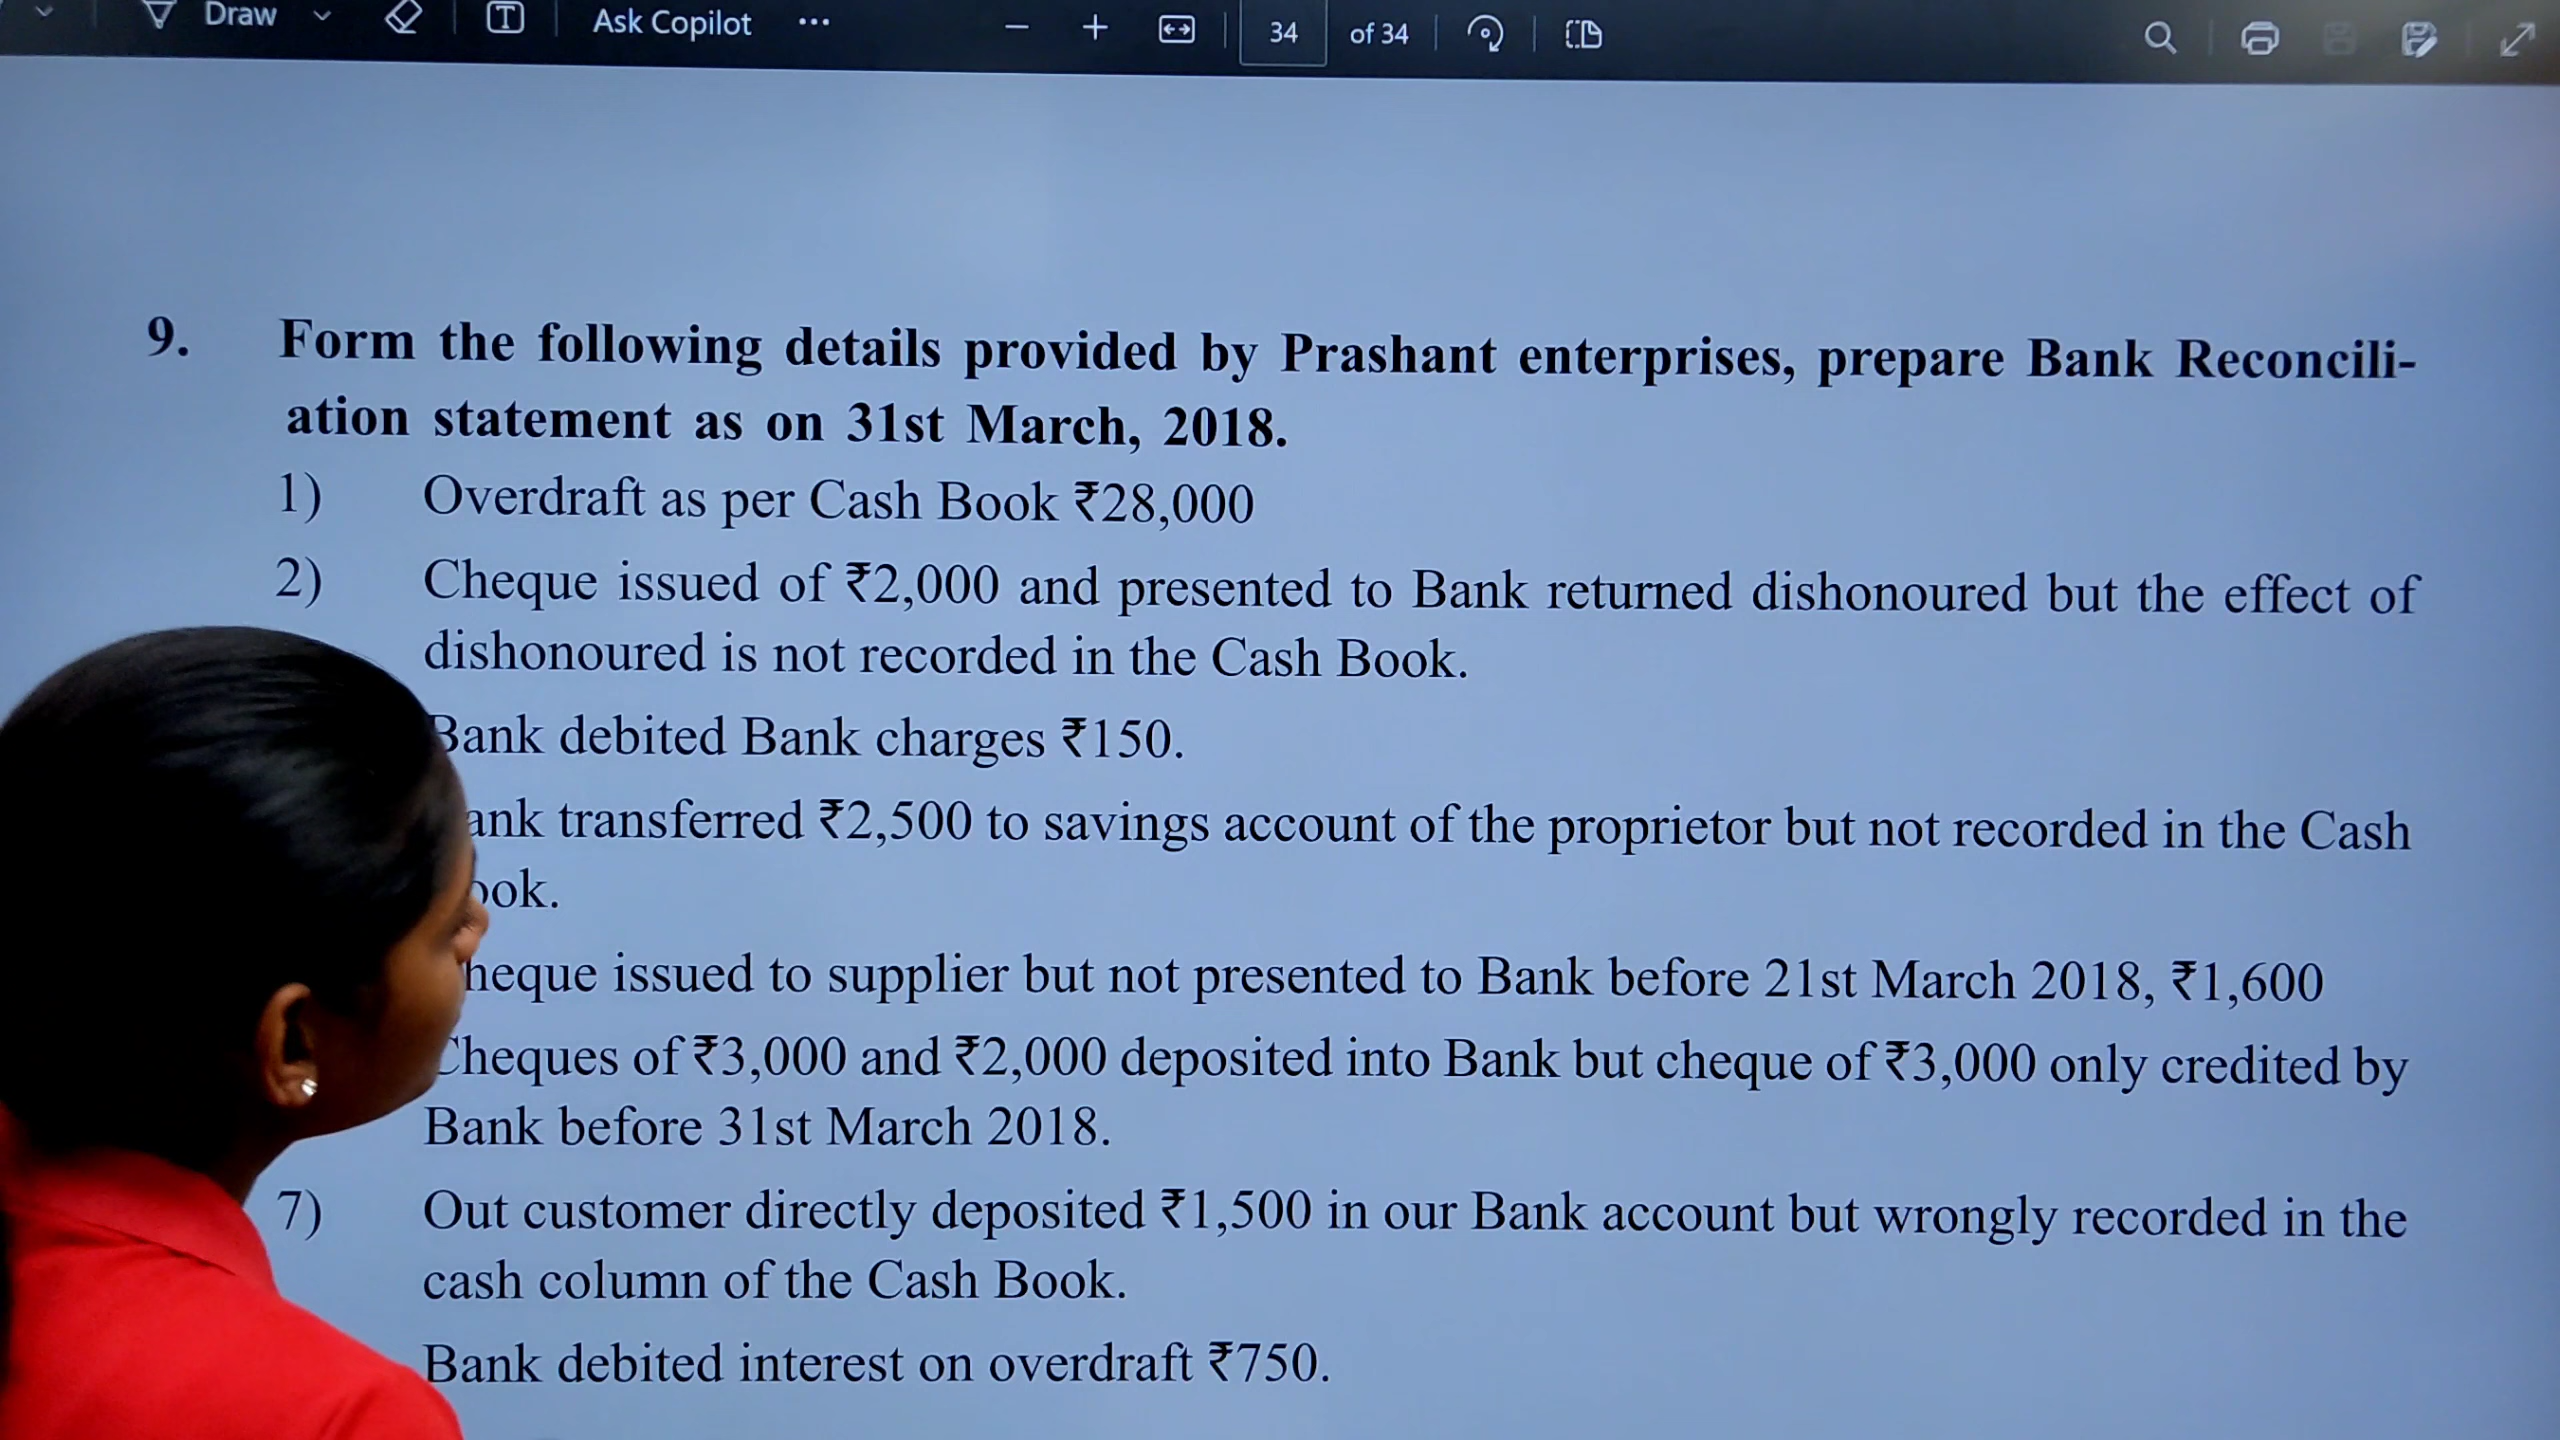 Draw
Ask Copilot
34 of 34
9. Form the following details provided by Prashant enterprises, prepare Bank Reconcili-
ation statement as on 31st March, 2018.
1) Overdraft as per Cash Book ₹28,000
2) Cheque issued of ₹2,000 and presented to Bank returned dishonoured but the effect of
dishonoured is not recorded in the Cash Book.
Bank debited Bank charges ₹150.
ank transferred ₹2,500 to savings account of the proprietor but not recorded in the Cash
ook.
heque issued to supplier but not presented to Bank before 21st March 2018, ₹1,600
Cheques of ₹3,000 and ₹2,000 deposited into Bank but cheque of ₹3,000 only credited by
Bank before 31st March 2018.
7) Out customer directly deposited ₹1,500 in our Bank account but wrongly recorded in the
cash column of the Cash Book.
Bank debited interest on overdraft ₹750.